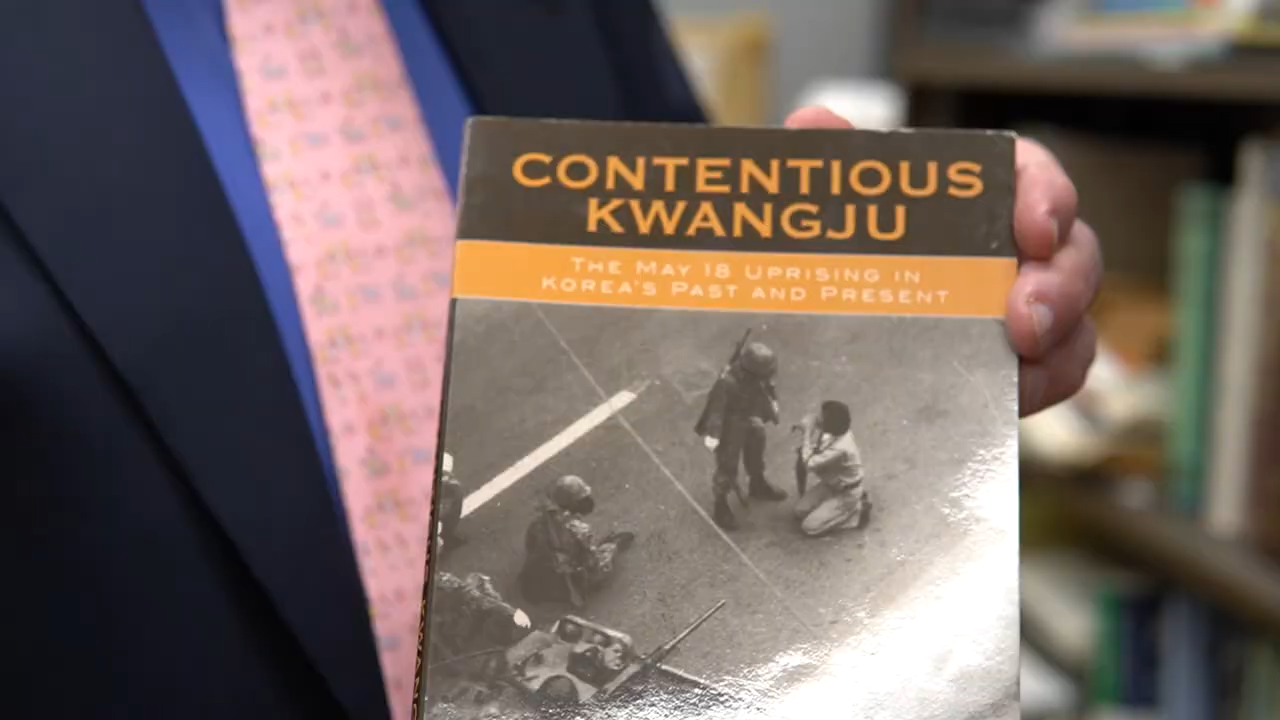 CONTENTIOUS
KWANGJU
THE MAY 18 UPRISING IN
KOREA'S PAST AND PRESENT